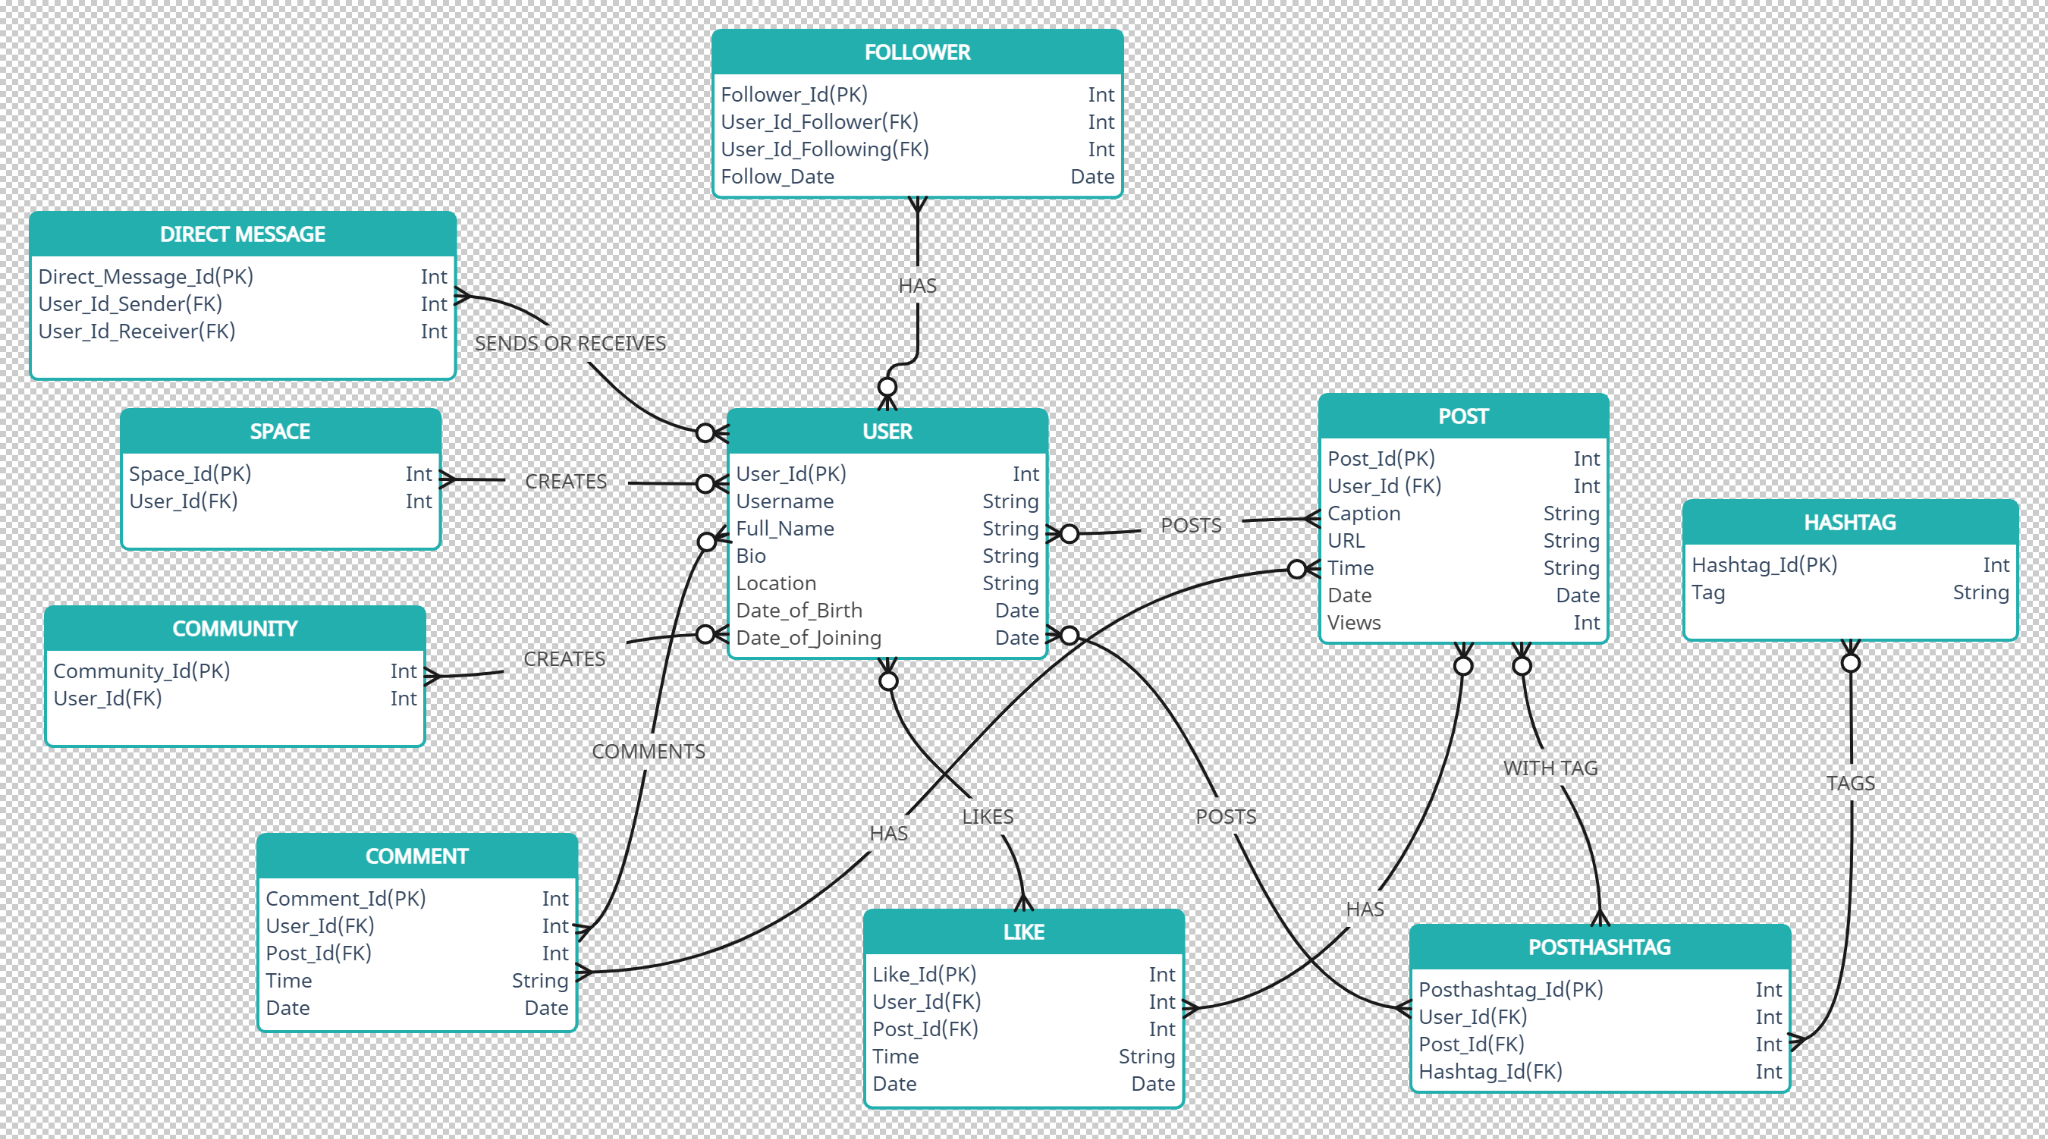 FOLLOWER
Follower_Id(PK) Int
User_Id_Follower(FK) Int
User_Id_Following(FK) Int
Follow_Date Date
HAS
DIRECT MESSAGE
Direct_Message_Id(PK) Int
User_Id_Sender(FK) Int
User_Id_Receiver(FK) Int
SENDS OR RECEIVES
SPACE
Space_Id(PK) Int
User_Id(FK) Int
CREATES
USER
User_Id(PK) Int
Username String
Full_Name String
Bio String
Location String
Date_of_Birth Date
Date_of_Joining Date
POSTS
POST
Post_Id(PK) Int
User_Id (FK) Int
Caption String
URL String
Time String
Date Date
Views Int
HASHTAG
Hashtag_Id(PK) Int
Tag String
COMMUNITY
Community_Id(PK) Int
User_Id(FK) Int
CREATES
COMMENTS
HAS
LIKES
POSTS
HAS
WITH TAG
TAGS
COMMENT
Comment_Id(PK) Int
User_Id(FK) Int
Post_Id(FK) Int
Time String
Date Date
LIKE
Like_Id(PK) Int
User_Id(FK) Int
Post_Id(FK) Int
Time String
Date Date
POSTHASHTAG
Posthashtag_Id(PK) Int
User_Id(FK) Int
Post_Id(FK) Int
Hashtag_Id(FK) Int